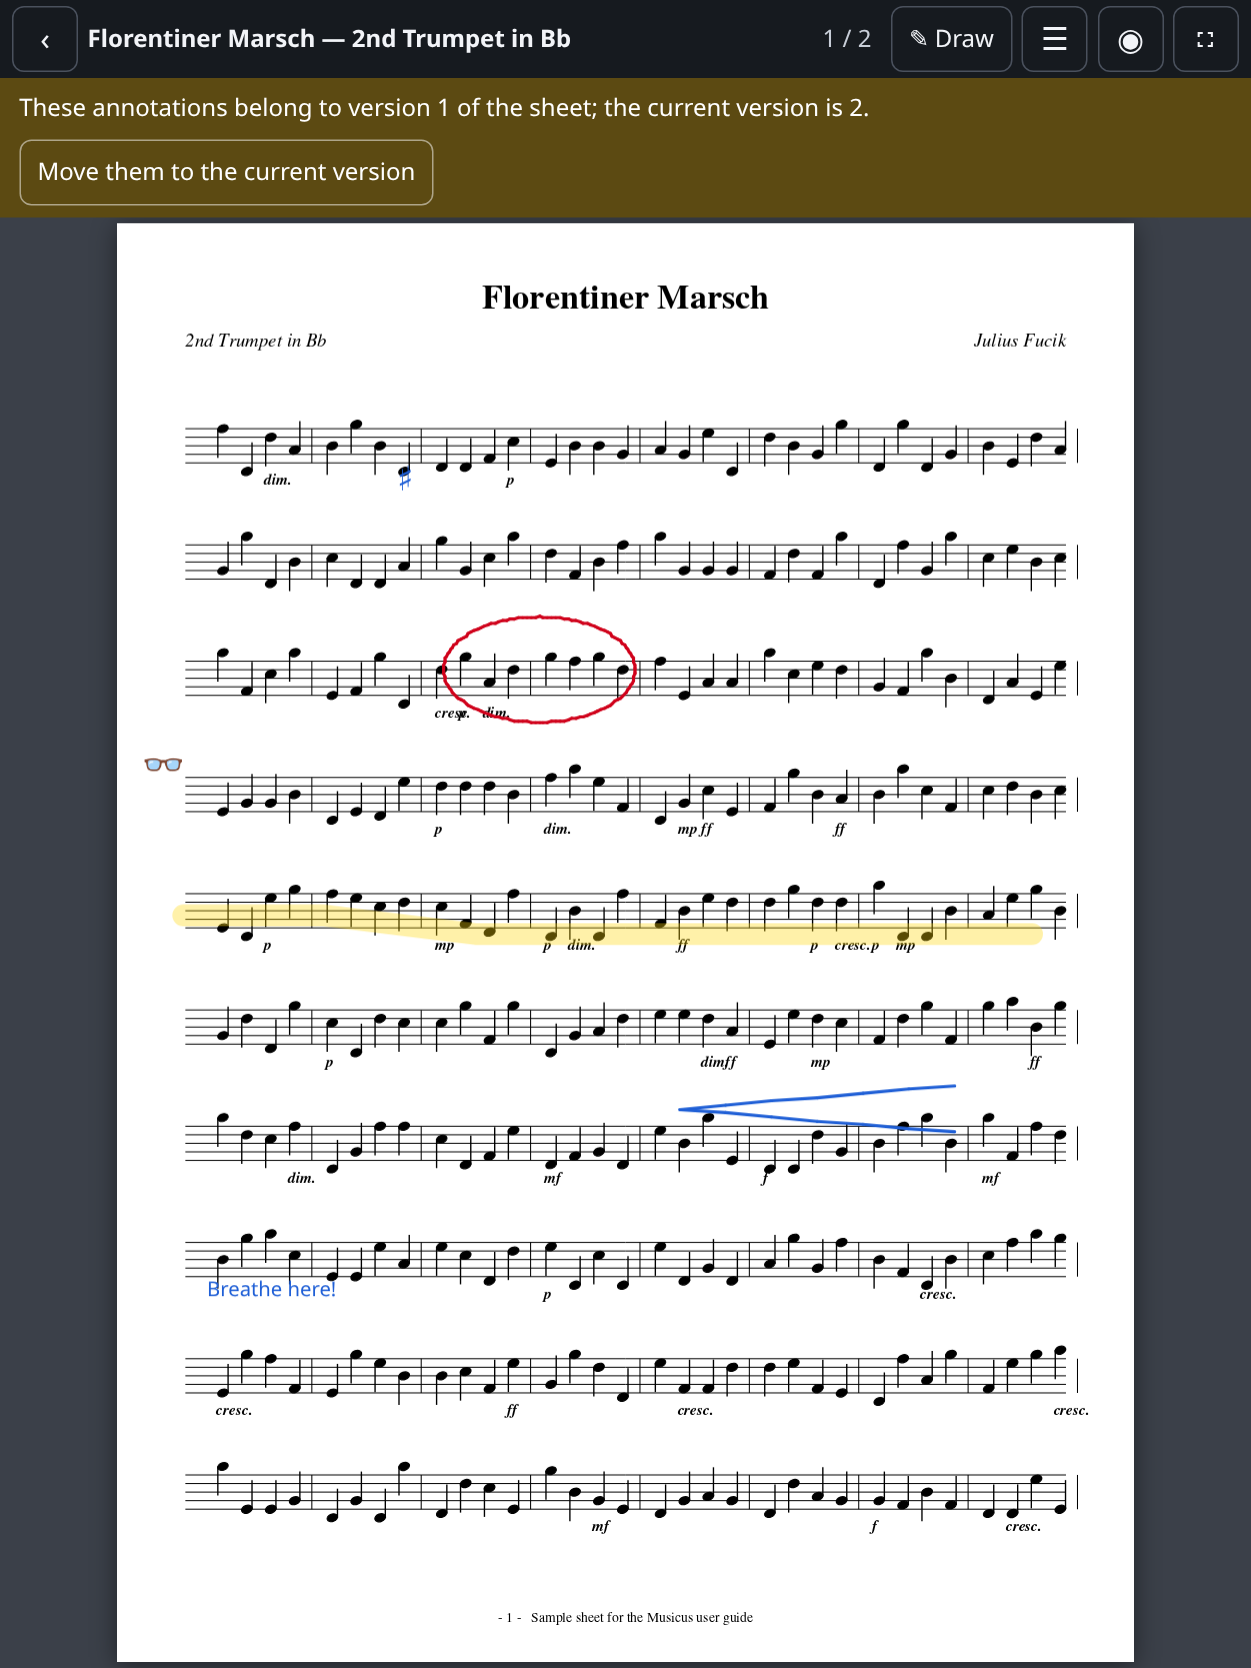 Florentiner Marsch — 2nd Trumpet in Bb
1 / 2
✎ Draw
These annotations belong to version 1 of the sheet; the current version is 2.
Move them to the current version
Florentiner Marsch
2nd Trumpet in Bb
Julius Fucik
dim. p
cresc. p. dim.
p dim. mp ff ff
p mp p dim. ff p cresc. p mp
p dim ff mp ff
dim. mf f mf
Breathe here!
p cresc.
cresc. ff cresc. cresc.
mf f cresc.
- 1 - Sample sheet for the Musicus user guide